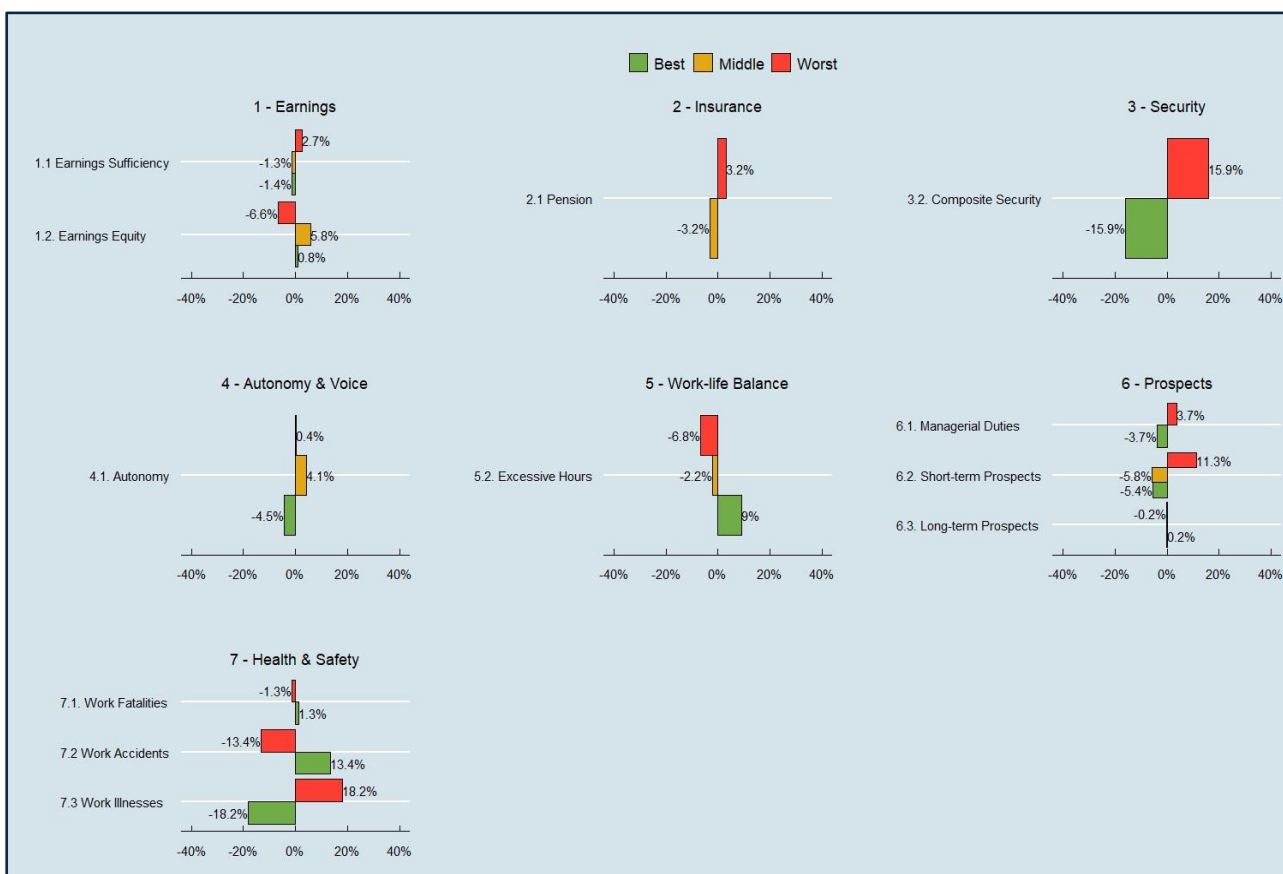 Best Middle Worst
1 - Earnings
2.7%
1.1 Earnings Sufficiency
-1.3%
-1.4%
-6.6%
1.2. Earnings Equity
5.8%
0.8%
-40% -20% 0% 20% 40%
2 - Insurance
3.2%
2.1 Pension
-3.2%
-40% -20% 0% 20% 40%
3 - Security
15.9%
3.2. Composite Security
-15.9%
-40% -20% 0% 20% 40%
4 - Autonomy & Voice
0.4%
4.1. Autonomy
4.1%
-4.5%
-40% -20% 0% 20% 40%
5 - Work-life Balance
-6.8%
5.2. Excessive Hours
-2.2%
9%
-40% -20% 0% 20% 40%
6 - Prospects
3.7%
6.1. Managerial Duties
-3.7%
11.3%
6.2. Short-term Prospects
-5.8%
-5.4%
-0.2%
6.3. Long-term Prospects
0.2%
-40% -20% 0% 20% 40%
7 - Health & Safety
-1.3%
7.1. Work Fatalities
1.3%
-13.4%
7.2 Work Accidents
13.4%
18.2%
7.3 Work Illnesses
-18.2%
-40% -20% 0% 20% 40%